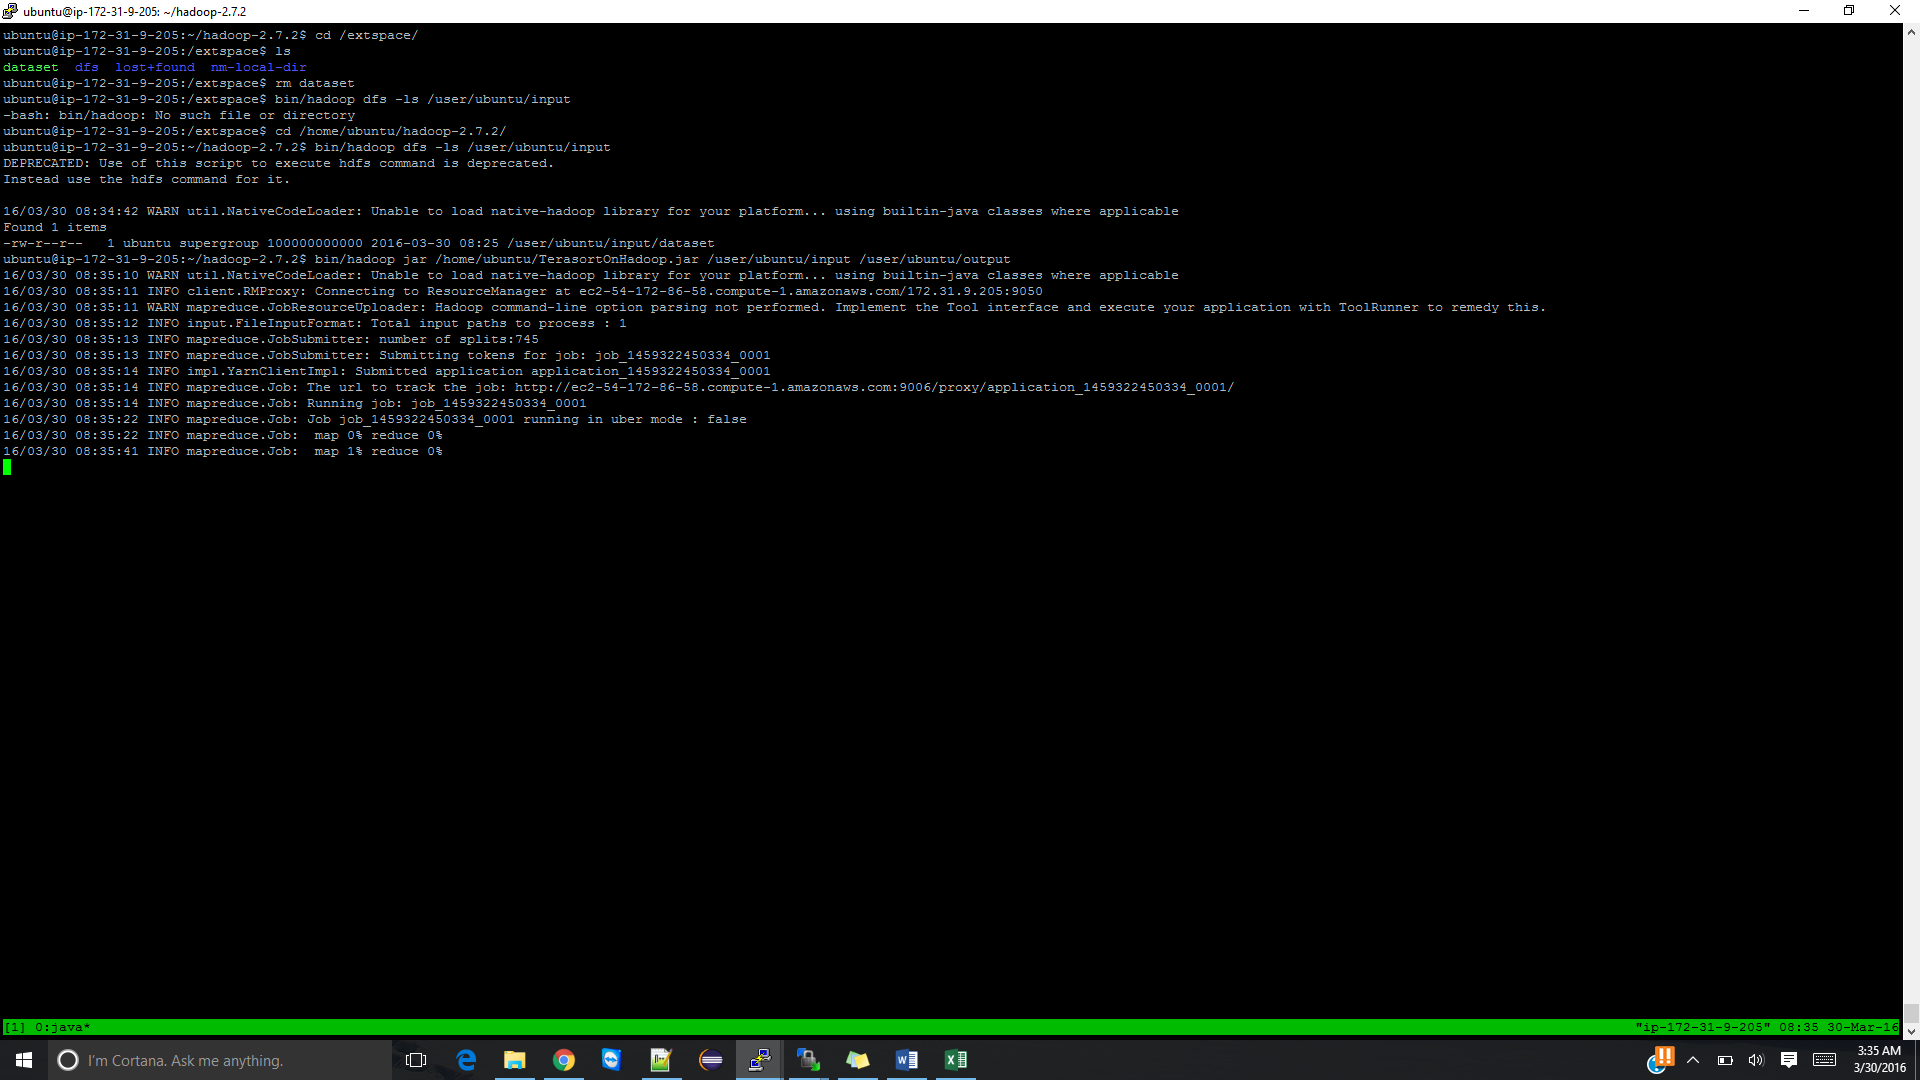 ubuntu@ip-172-31-9-205: ~/hadoop-2.7.2
ubuntu@ip-172-31-9-205:~/hadoop-2.7.2$ cd /extspace/
ubuntu@ip-172-31-9-205:/extspace$ ls
dataset  dfs  lost+found  nm-local-dir
ubuntu@ip-172-31-9-205:/extspace$ rm dataset
ubuntu@ip-172-31-9-205:/extspace$ bin/hadoop dfs -ls /user/ubuntu/input
-bash: bin/hadoop: No such file or directory
ubuntu@ip-172-31-9-205:/extspace$ cd /home/ubuntu/hadoop-2.7.2/
ubuntu@ip-172-31-9-205:~/hadoop-2.7.2$ bin/hadoop dfs -ls /user/ubuntu/input
DEPRECATED: Use of this script to execute hdfs command is deprecated.
Instead use the hdfs command for it.
16/03/30 08:34:42 WARN util.NativeCodeLoader: Unable to load native-hadoop library for your platform... using builtin-java classes where applicable
Found 1 items
-rw-r--r--   1 ubuntu supergroup 100000000000 2016-03-30 08:25 /user/ubuntu/input/dataset
ubuntu@ip-172-31-9-205:~/hadoop-2.7.2$ bin/hadoop jar /home/ubuntu/TerasortOnHadoop.jar /user/ubuntu/input /user/ubuntu/output
16/03/30 08:35:10 WARN util.NativeCodeLoader: Unable to load native-hadoop library for your platform... using builtin-java classes where applicable
16/03/30 08:35:11 INFO client.RMProxy: Connecting to ResourceManager at ec2-54-172-86-58.compute-1.amazonaws.com/172.31.9.205:9050
16/03/30 08:35:11 WARN mapreduce.JobResourceUploader: Hadoop command-line option parsing not performed. Implement the Tool interface and execute your application with ToolRunner to remedy this.
16/03/30 08:35:12 INFO input.FileInputFormat: Total input paths to process : 1
16/03/30 08:35:13 INFO mapreduce.JobSubmitter: number of splits:745
16/03/30 08:35:13 INFO mapreduce.JobSubmitter: Submitting tokens for job: job_1459322450334_0001
16/03/30 08:35:14 INFO impl.YarnClientImpl: Submitted application application_1459322450334_0001
16/03/30 08:35:14 INFO mapreduce.Job: The url to track the job: http://ec2-54-172-86-58.compute-1.amazonaws.com:9006/proxy/application_1459322450334_0001/
16/03/30 08:35:14 INFO mapreduce.Job: Running job: job_1459322450334_0001
16/03/30 08:35:22 INFO mapreduce.Job: Job job_1459322450334_0001 running in uber mode : false
16/03/30 08:35:22 INFO mapreduce.Job:  map 0% reduce 0%
16/03/30 08:35:41 INFO mapreduce.Job:  map 1% reduce 0%
[1] 0:java*
"ip-172-31-9-205" 08:35 30-Mar-16
I'm Cortana. Ask me anything.
3:35 AM
3/30/2016